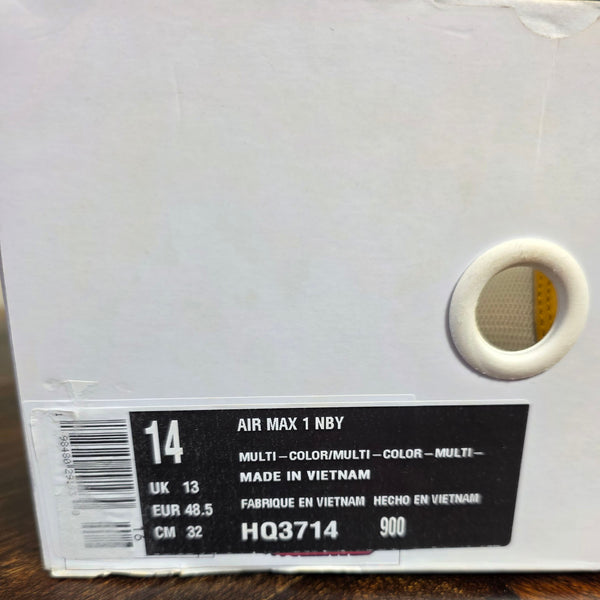 14
AIR MAX 1 NBY
MULTI – COLOR/MULTI – COLOR – MULTI –
MADE IN VIETNAM
UK 13
EUR 48.5
CM 32
FABRIQUE EN VIETNAM HECHO EN VIETNAM
HQ3714 900